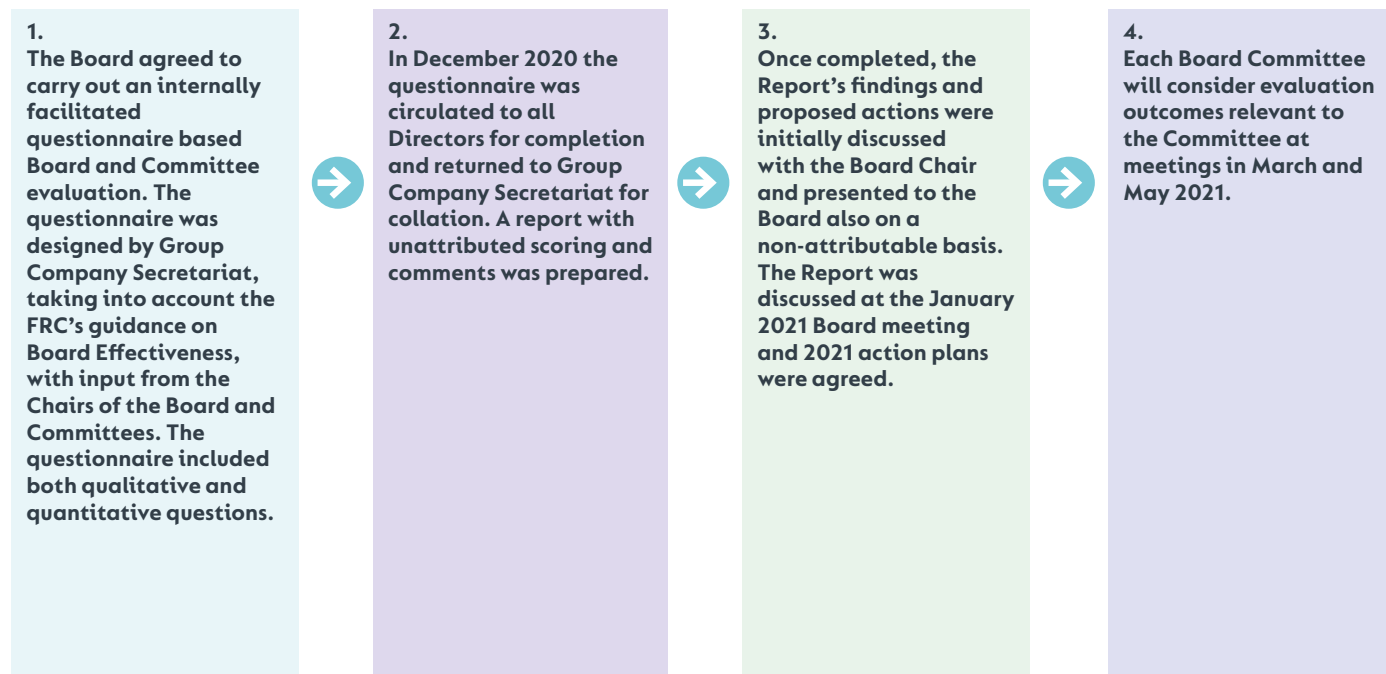 1.
The Board agreed to
carry out an internally
facilitated
questionnaire based
Board and Committee
evaluation. The
questionnaire was
designed by Group
Company Secretariat,
taking into account the
FRC’s guidance on
Board Effectiveness,
with input from the
Chairs of the Board and
Committees. The
questionnaire included
both qualitative and
quantitative questions.
2.
In December 2020 the
questionnaire was
circulated to all
Directors for completion
and returned to Group
Company Secretariat for
collation. A report with
unattributed scoring and
comments was prepared.
3.
Once completed, the
Report’s findings and
proposed actions were
initially discussed
with the Board Chair
and presented to the
Board also on a
non-attributable basis.
The Report was
discussed at the January
2021 Board meeting
and 2021 action plans
were agreed.
4.
Each Board Committee
will consider evaluation
outcomes relevant to
the Committee at
meetings in March and
May 2021.